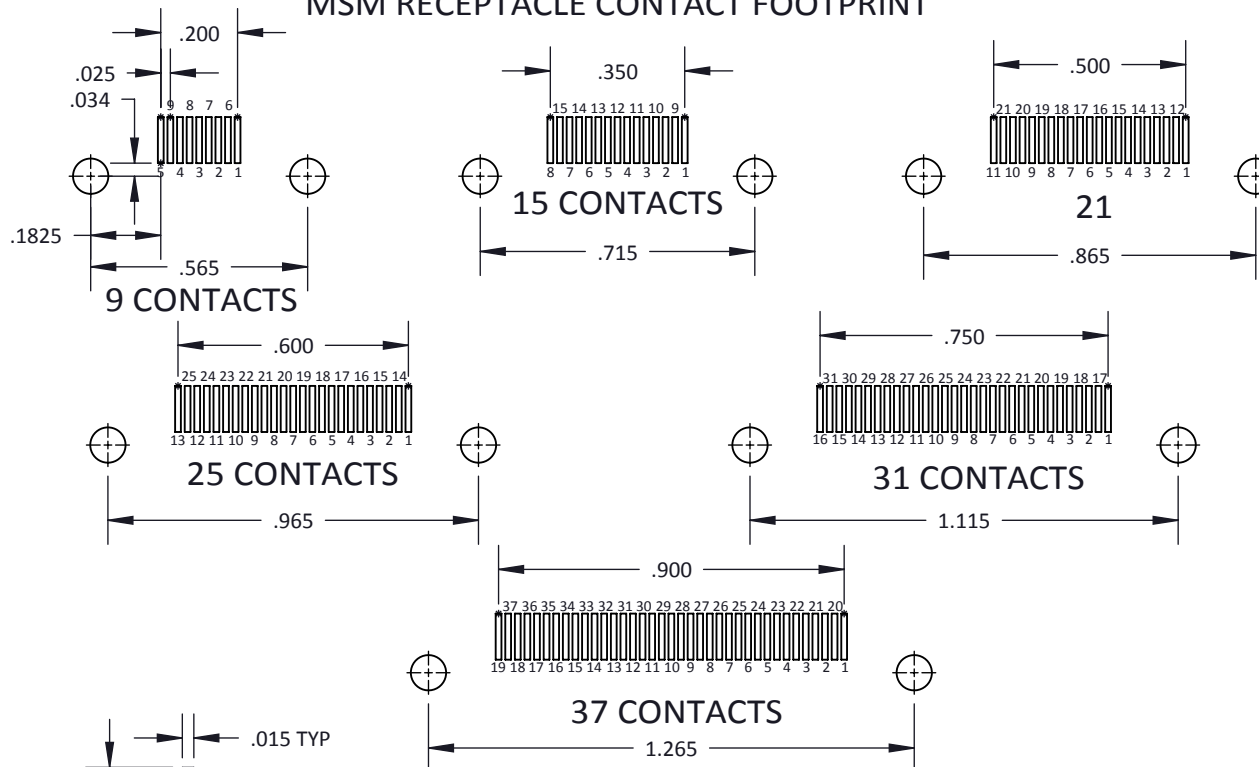 MSM RECEPTACLE CONTACT FOOTPRINT
.200
.025
.034
9 8 7 6
5 4 3 2 1
.1825
.565
9 CONTACTS
.350
15 14 13 12 11 10 9
8 7 6 5 4 3 2 1
15 CONTACTS
.715
.500
21 20 19 18 17 16 15 14 13 12
11 10 9 8 7 6 5 4 3 2 1
21
.865
.600
25 24 23 22 21 20 19 18 17 16 15 14
13 12 11 10 9 8 7 6 5 4 3 2 1
25 CONTACTS
.965
.750
31 30 29 28 27 26 25 24 23 22 21 20 19 18 17
16 15 14 13 12 11 10 9 8 7 6 5 4 3 2 1
31 CONTACTS
1.115
.900
37 36 35 34 33 32 31 30 29 28 27 26 25 24 23 22 21 20
19 18 17 16 15 14 13 12 11 10 9 8 7 6 5 4 3 2 1
37 CONTACTS
1.265
.015 TYP